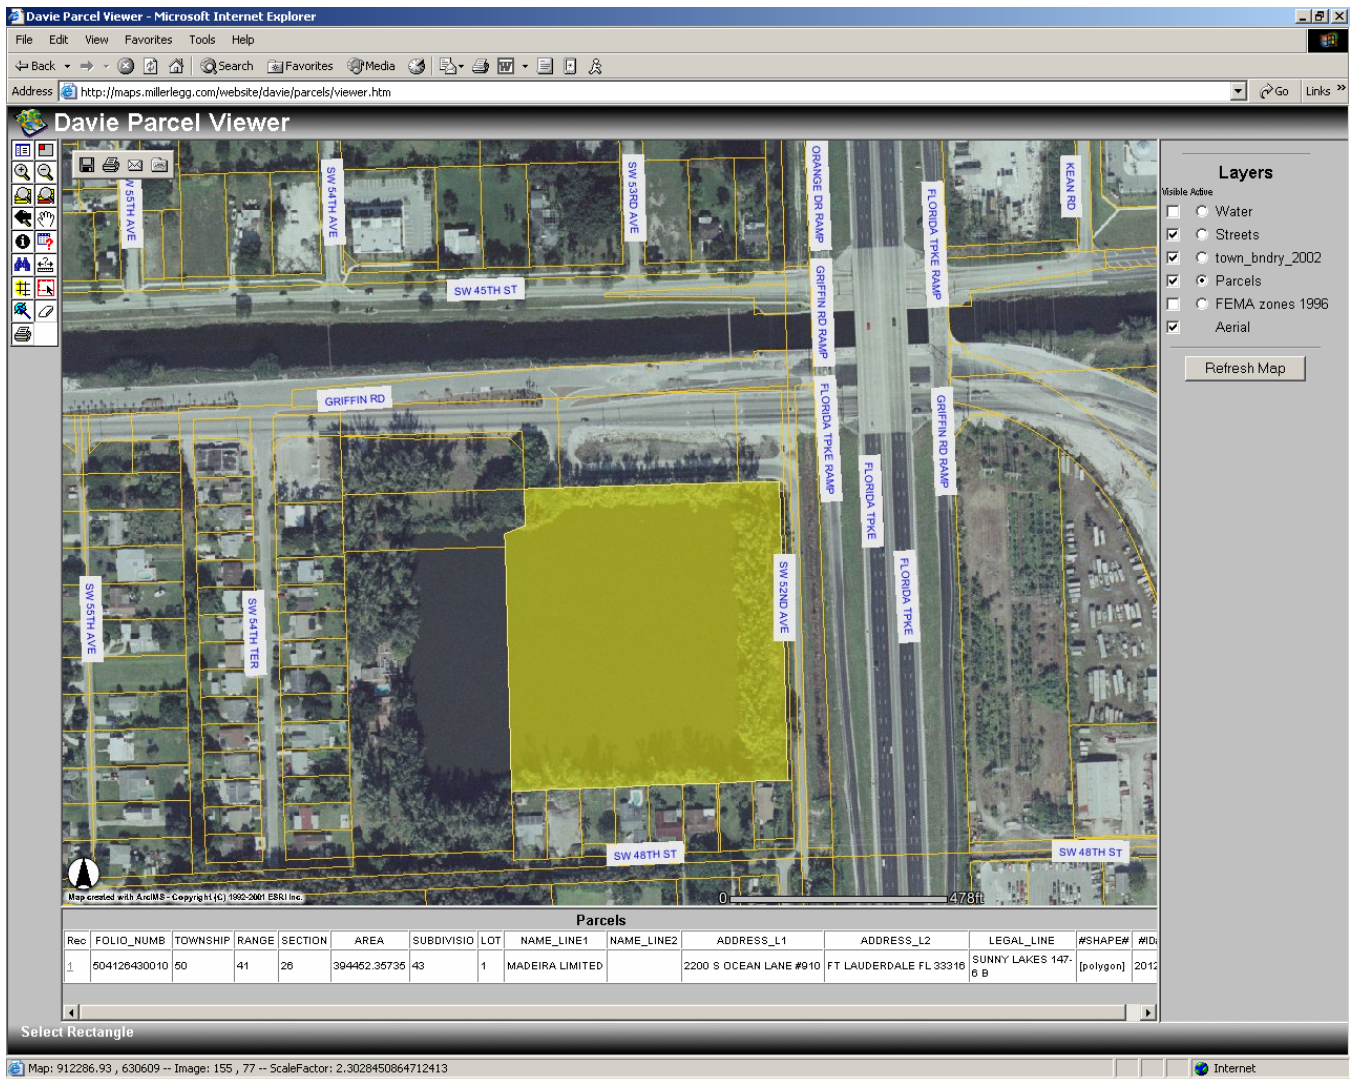 Davie Parcel Viewer - Microsoft Internet Explorer
File Edit View Favorites Tools Help
Back Search Favorites Media
Address http://maps.millerlegg.com/website/davie/parcels/viewer.htm Go Links »
Davie Parcel Viewer
SW 55TH AVE
SW 54TH AVE
SW 53RD AVE
ORANGE DR RAMP
FLORIDA TPKE RAMP
KEAN RD
SW 45TH ST
GRIFFIN RD RAMP
GRIFFIN RD
FLORIDA TPKE RAMP
GRIFFIN RD RAMP
FLORIDA TPKE
FLORIDA TPKE
SW 52ND AVE
SW 55TH AVE
SW 54TH TER
SW 48TH ST
SW 48TH ST
Map created with ArcIMS - Copyright (C) 1992-2001 ESRI Inc.
0 478ft
Layers
Visible Active
Water
Streets
town_bndry_2002
Parcels
FEMA zones 1996
Aerial
Refresh Map
Parcels
Rec FOLIO_NUMB TOWNSHIP RANGE SECTION AREA SUBDIVISIO LOT NAME_LINE1 NAME_LINE2 ADDRESS_L1 ADDRESS_L2 LEGAL_LINE #SHAPE# #ID
1 504126430010 50 41 26 394452.35735 43 1 MADEIRA LIMITED 2200 S OCEAN LANE #910 FT LAUDERDALE FL 33316 SUNNY LAKES 147- [polygon] 2012
6 B
Select Rectangle
Map: 912286.93 , 630609 -- Image: 155 , 77 -- ScaleFactor: 2.3028450864712413 Internet